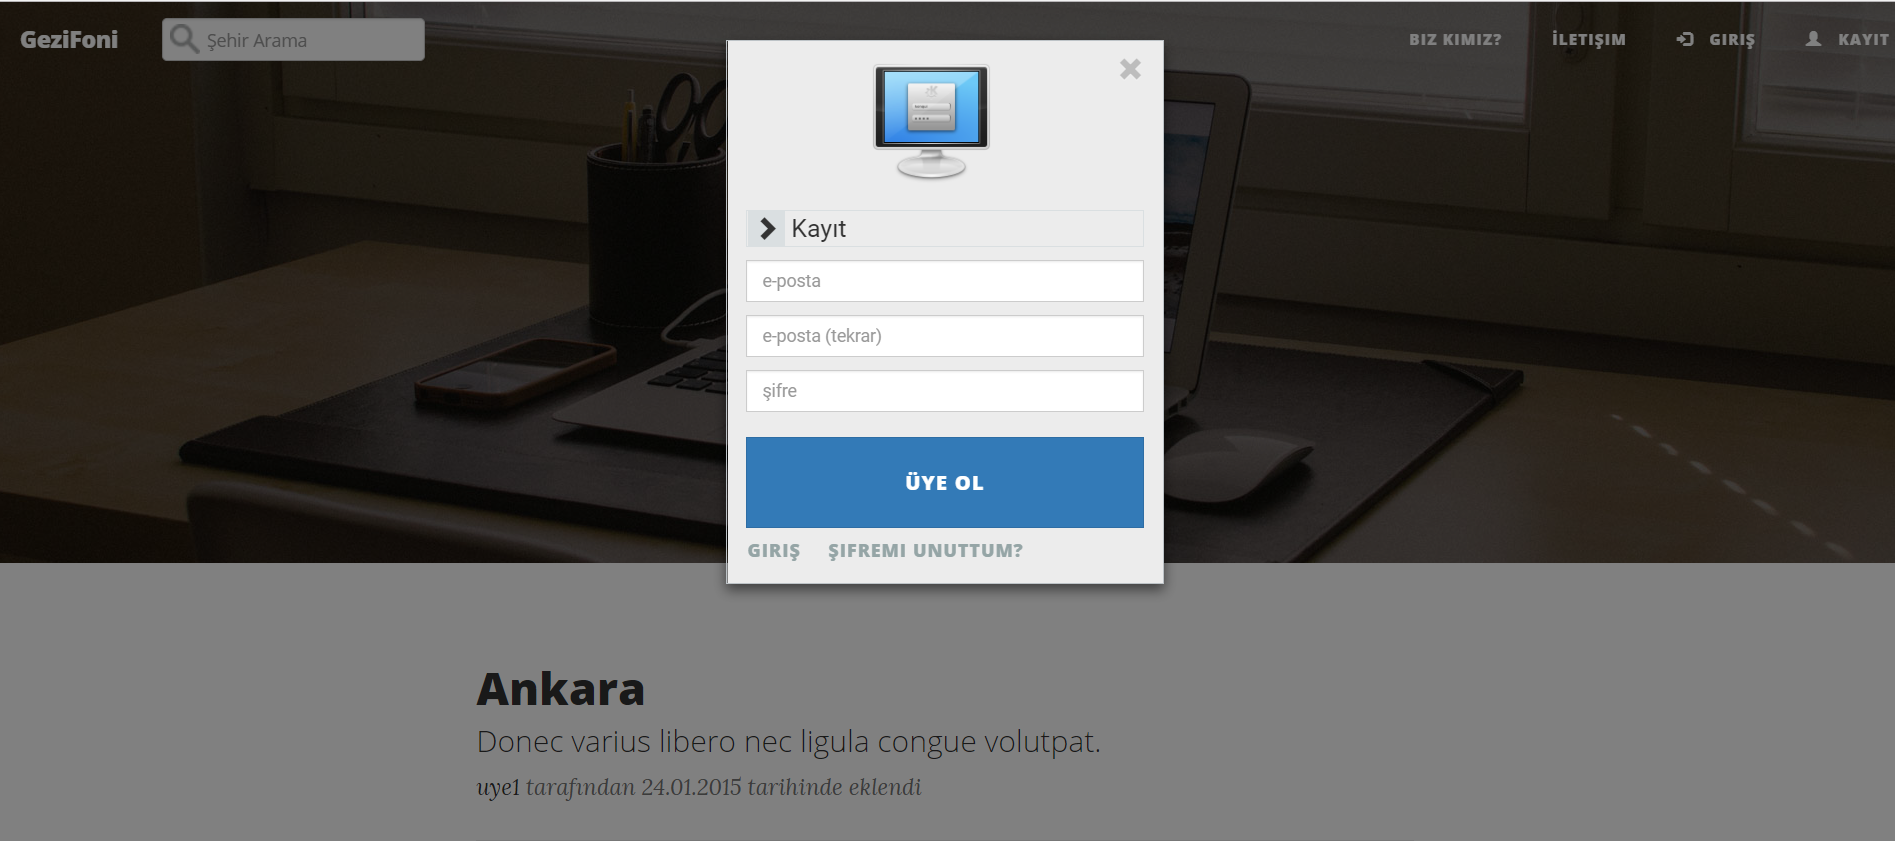 GeziFoni
Şehir Arama
BIZ KIMIZ?
İLETIŞIM
GIRIŞ
KAYIT
Kayıt
e-posta
e-posta (tekrar)
şifre
ÜYE OL
GIRIŞ
ŞIFREMI UNUTTUM?
Ankara
Donec varius libero nec ligula congue volutpat.
uye1 tarafından 24.01.2015 tarihinde eklendi